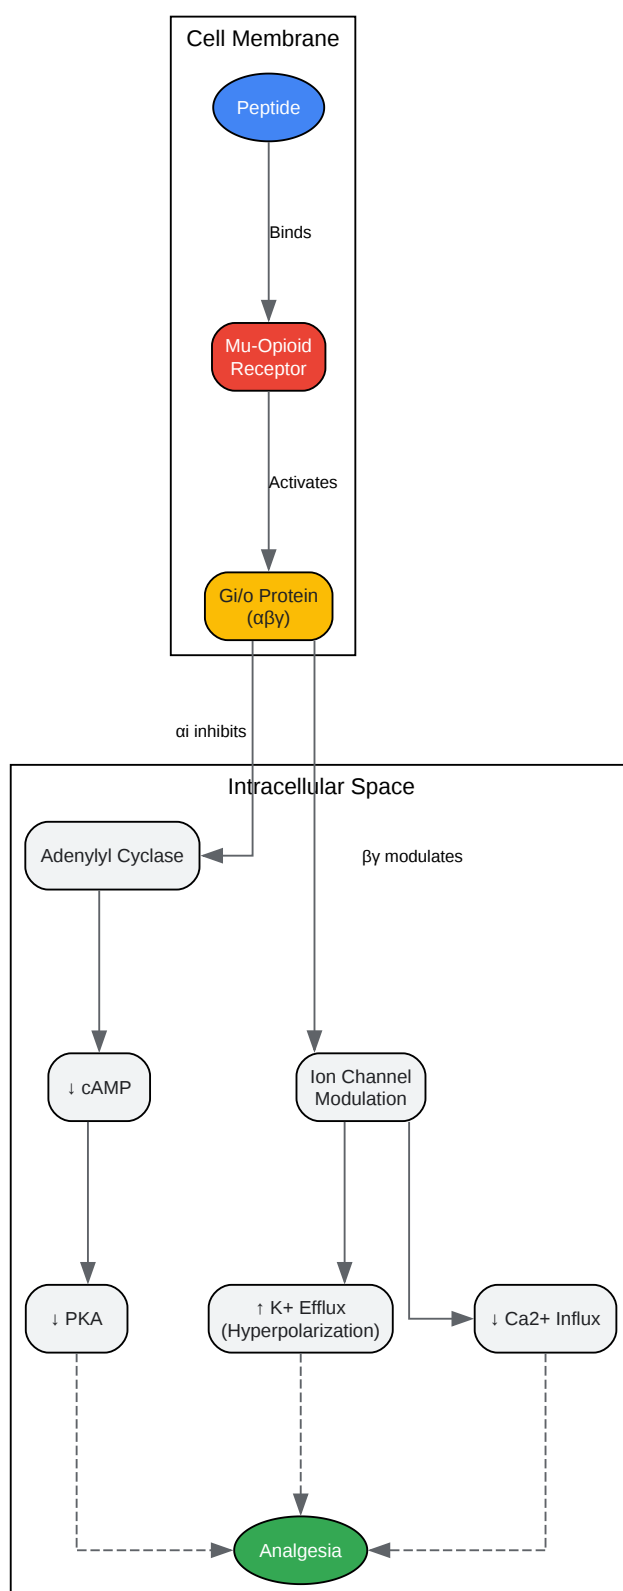 Cell Membrane
Peptide
Binds
Mu-Opioid
Receptor
Activates
Gi/o Protein
(αβγ)
αi inhibits
Intracellular Space
Adenylyl Cyclase
βγ modulates
↓ cAMP
Ion Channel
Modulation
↓ PKA
↑ K+ Efflux
(Hyperpolarization)
↓ Ca2+ Influx
Analgesia